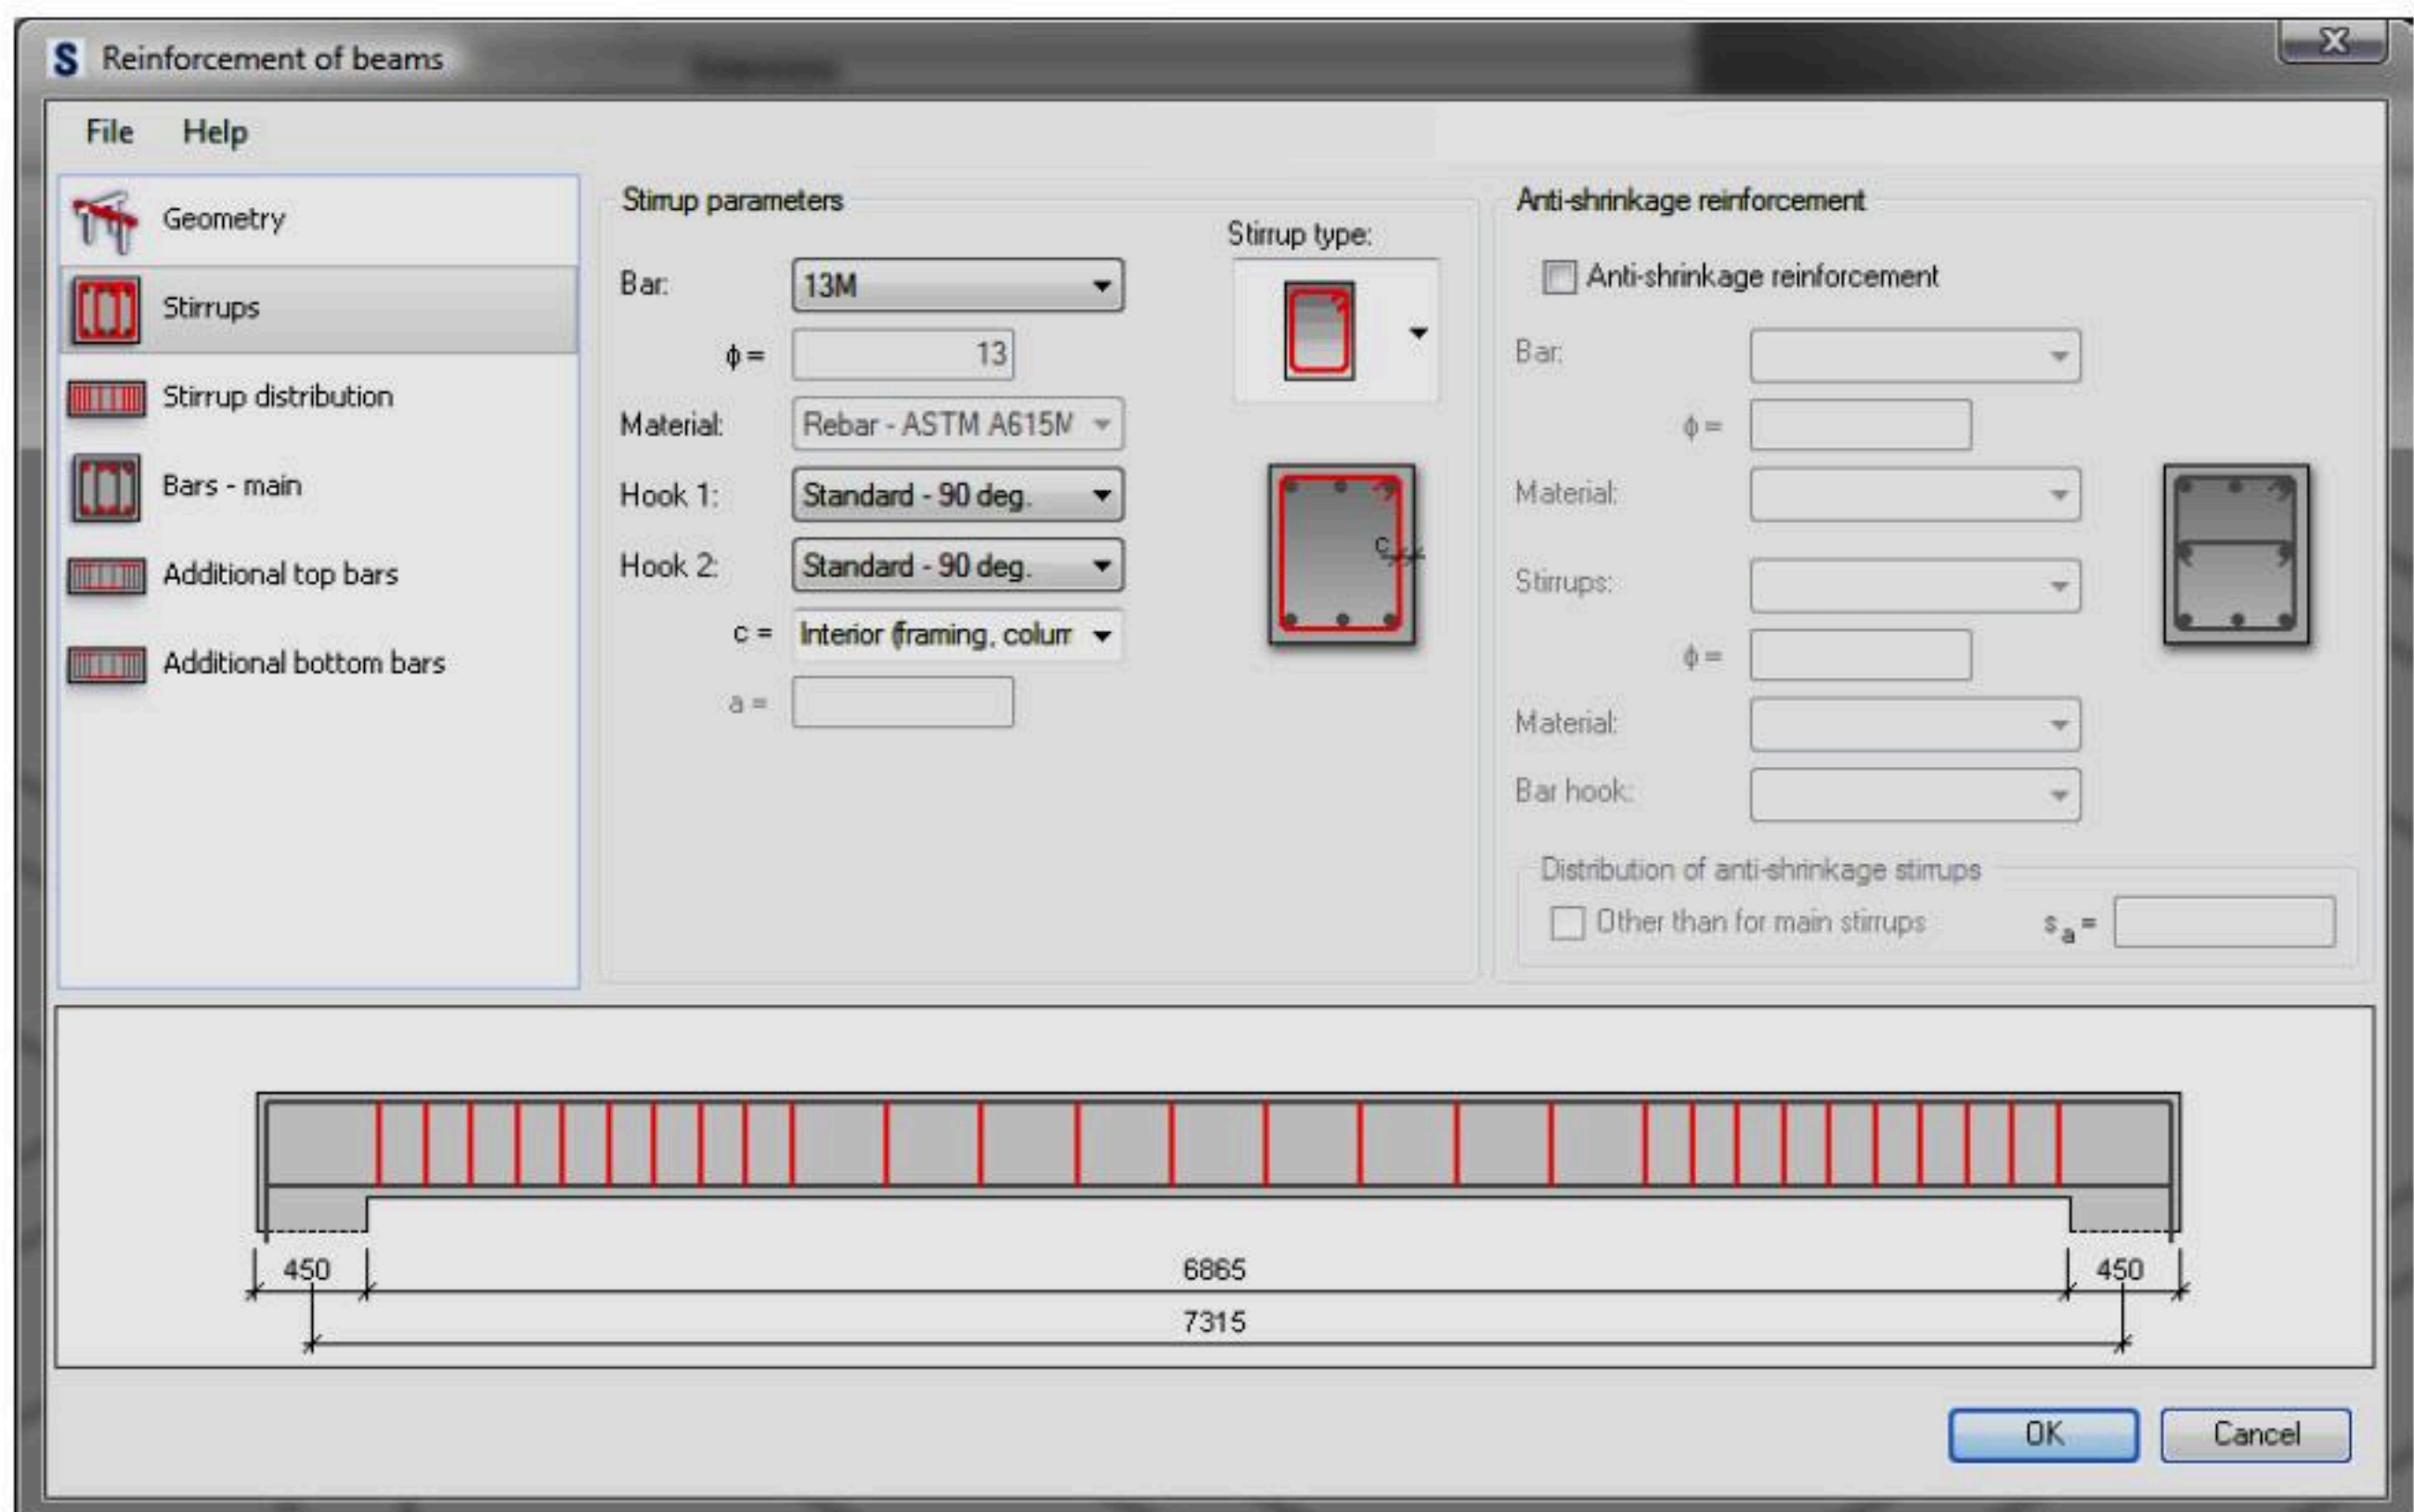 S Reinforcement of beams
File Help
Geometry
Stirrups
Stirrup distribution
Bars - main
Additional top bars
Additional bottom bars
Stirrup parameters
Stirrup type:
Bar: 13M
ϕ = 13
Material: Rebar - ASTM A615M
Hook 1: Standard - 90 deg.
Hook 2: Standard - 90 deg.
c = Interior (framing, colum
a =
c
Anti-shrinkage reinforcement
Anti-shrinkage reinforcement
Bar:
ϕ =
Material:
Stirrups:
ϕ =
Material:
Bar hook:
Distribution of anti-shrinkage stirrups
Other than for main stirrups s a =
450 6865 450
7315
OK Cancel